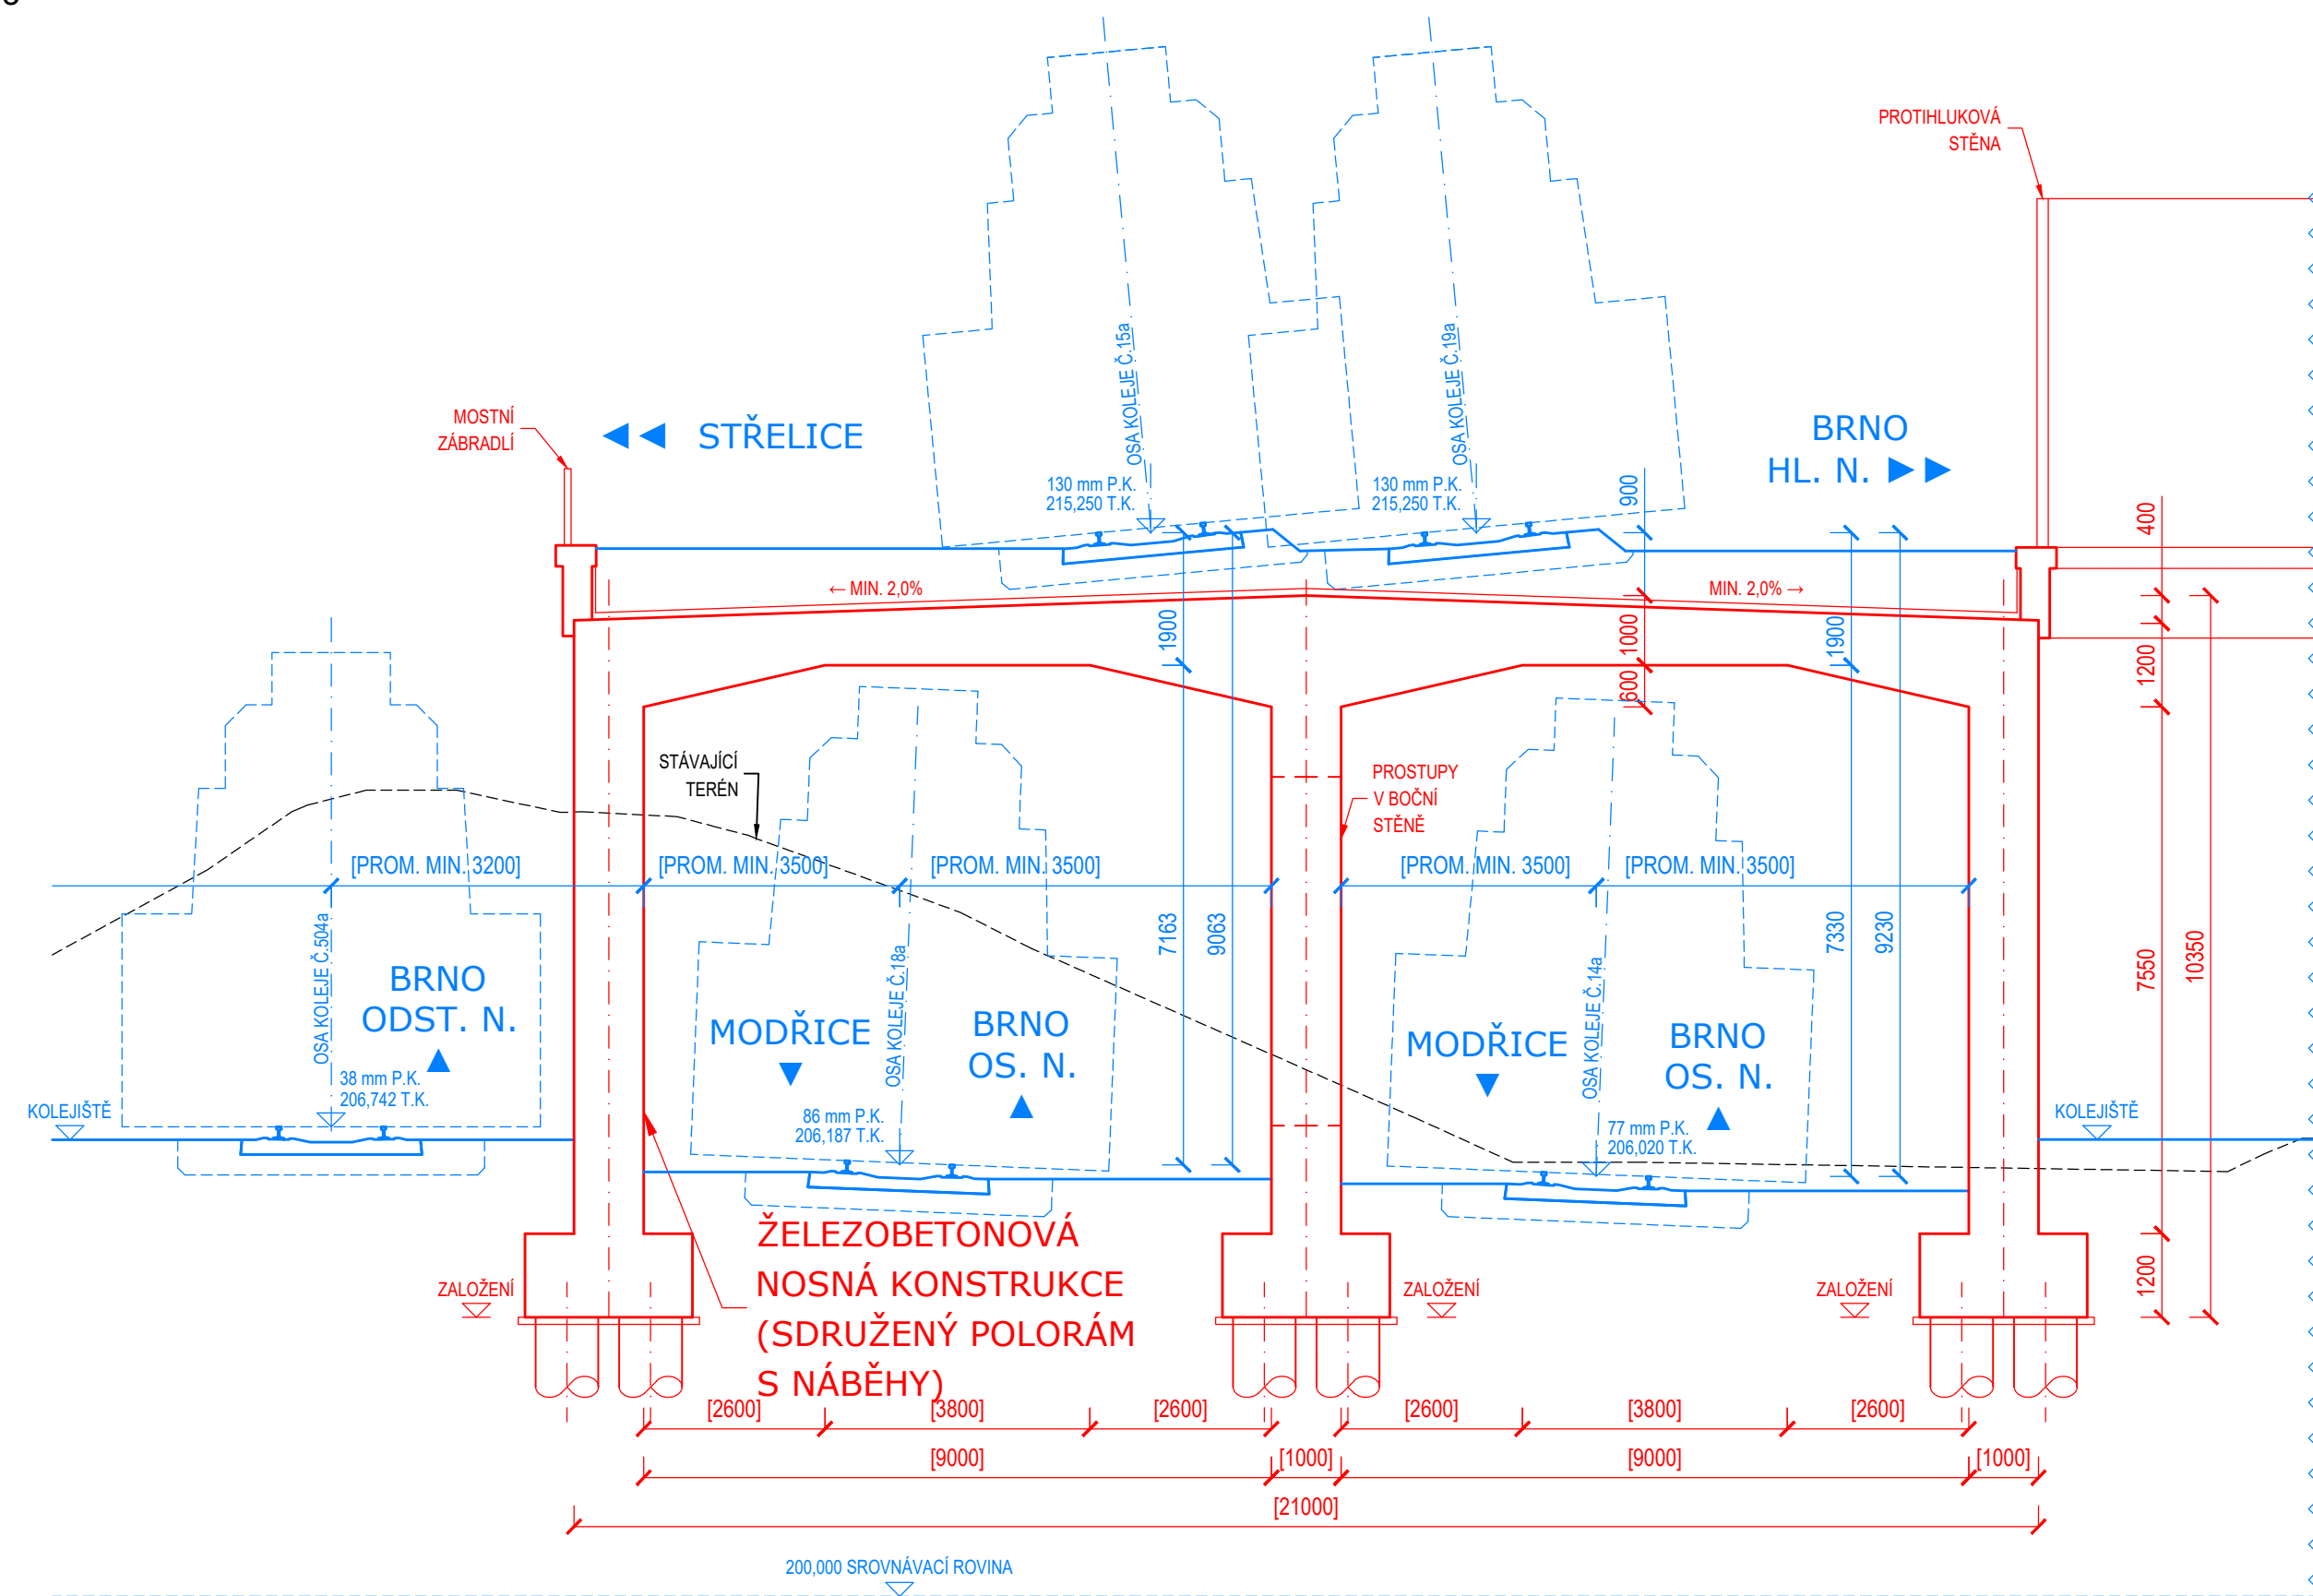 PROTIHLUKOVÁ
STĚNA
MOSTNÍ
ZÁBRADLÍ
◄◄ STŘELICE
BRNO
HL. N. ►►
OSA KOLEJE Č.15a
OSA KOLEJE Č.19a
130 mm P.K.
215,250 T.K.
130 mm P.K.
215,250 T.K.
900
400
← MIN. 2,0%
MIN. 2,0% →
1900
1000
1900
600
1200
STÁVAJÍCÍ
TERÉN
PROSTUPY
V BOČNÍ
STĚNĚ
[PROM. MIN. 3200]
[PROM. MIN. 3500]
[PROM. MIN. 3500]
[PROM. MIN. 3500]
[PROM. MIN. 3500]
OSA KOLEJE Č.504a
OSA KOLEJE Č.18a
OSA KOLEJE Č.14a
7163
9063
7330
9230
7550
10350
BRNO
ODST. N.
▲
MODŘICE
▼
BRNO
OS. N.
▲
MODŘICE
▼
BRNO
OS. N.
▲
38 mm P.K.
206,742 T.K.
86 mm P.K.
206,187 T.K.
77 mm P.K.
206,020 T.K.
KOLEJIŠTĚ
KOLEJIŠTĚ
ŽELEZOBETONOVÁ
NOSNÁ KONSTRUKCE
(SDRUŽENÝ POLORÁM
S NÁBĚHY)
ZALOŽENÍ
ZALOŽENÍ
ZALOŽENÍ
1200
[2600]
[3800]
[2600]
[2600]
[3800]
[2600]
[9000]
[1000]
[9000]
[1000]
[21000]
200,000 SROVNÁVACÍ ROVINA